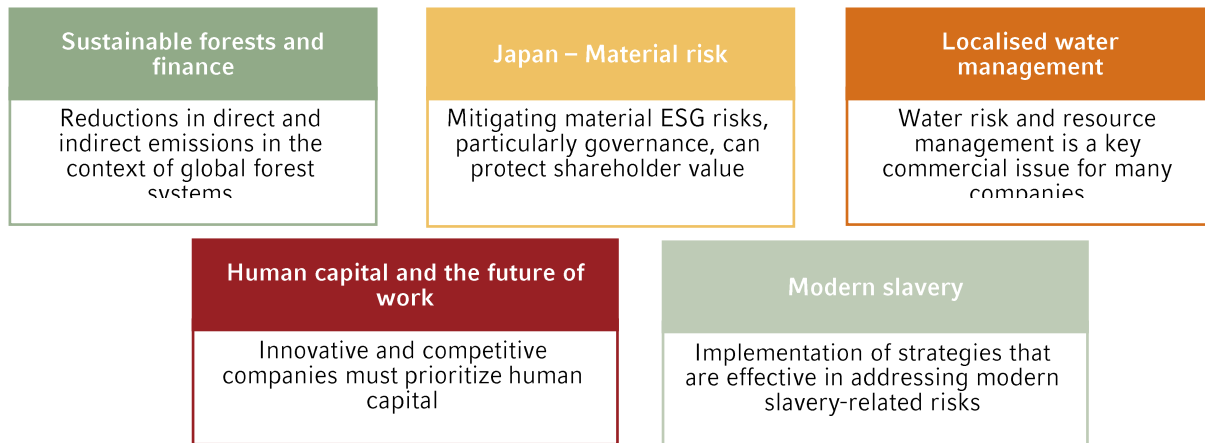 Sustainable forests and
finance
Reductions in direct and
indirect emissions in the
context of global forest
systems
Japan – Material risk
Mitigating material ESG risks,
particularly governance, can
protect shareholder value
Localised water
management
Water risk and resource
management is a key
commercial issue for many
companies
Human capital and the future of
work
Innovative and competitive
companies must prioritize human
capital
Modern slavery
Implementation of strategies that
are effective in addressing modern
slavery-related risks